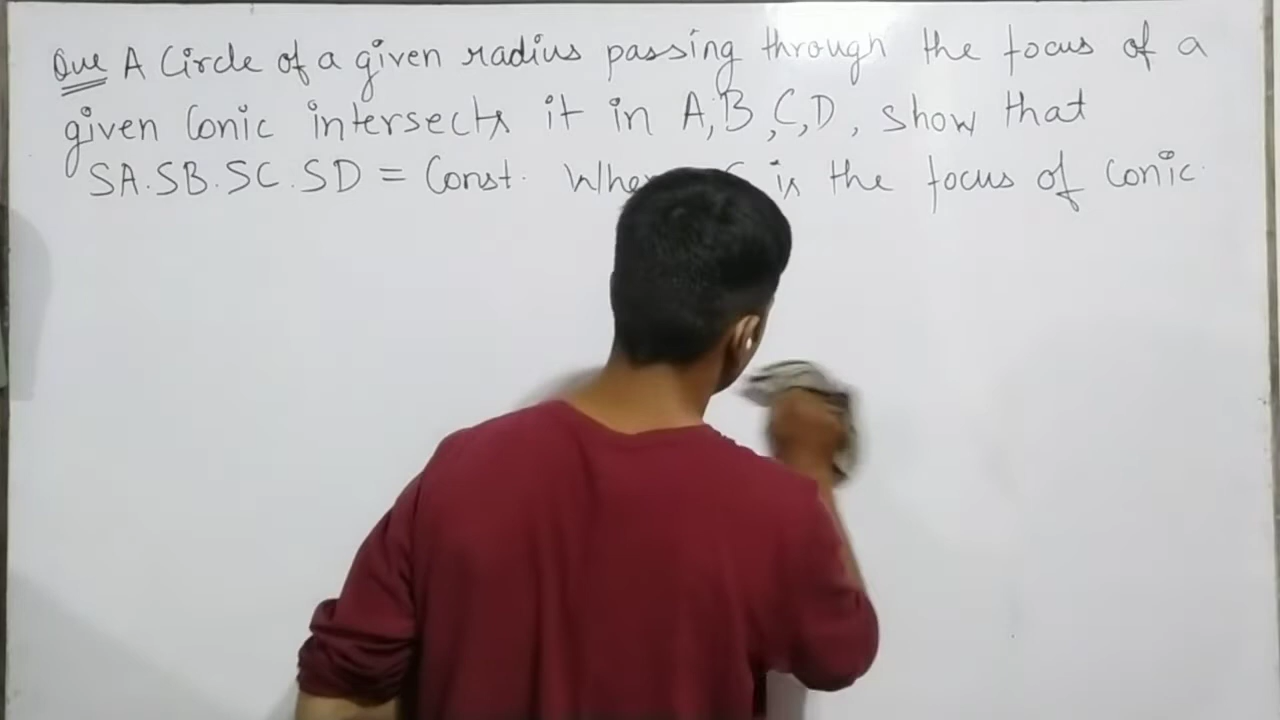 Que A Circle of a given radius passing through the focus of a
given Conic intersects it in A,B,C,D, show that
SA.SB.SC.SD = Const. is the focus of conic.